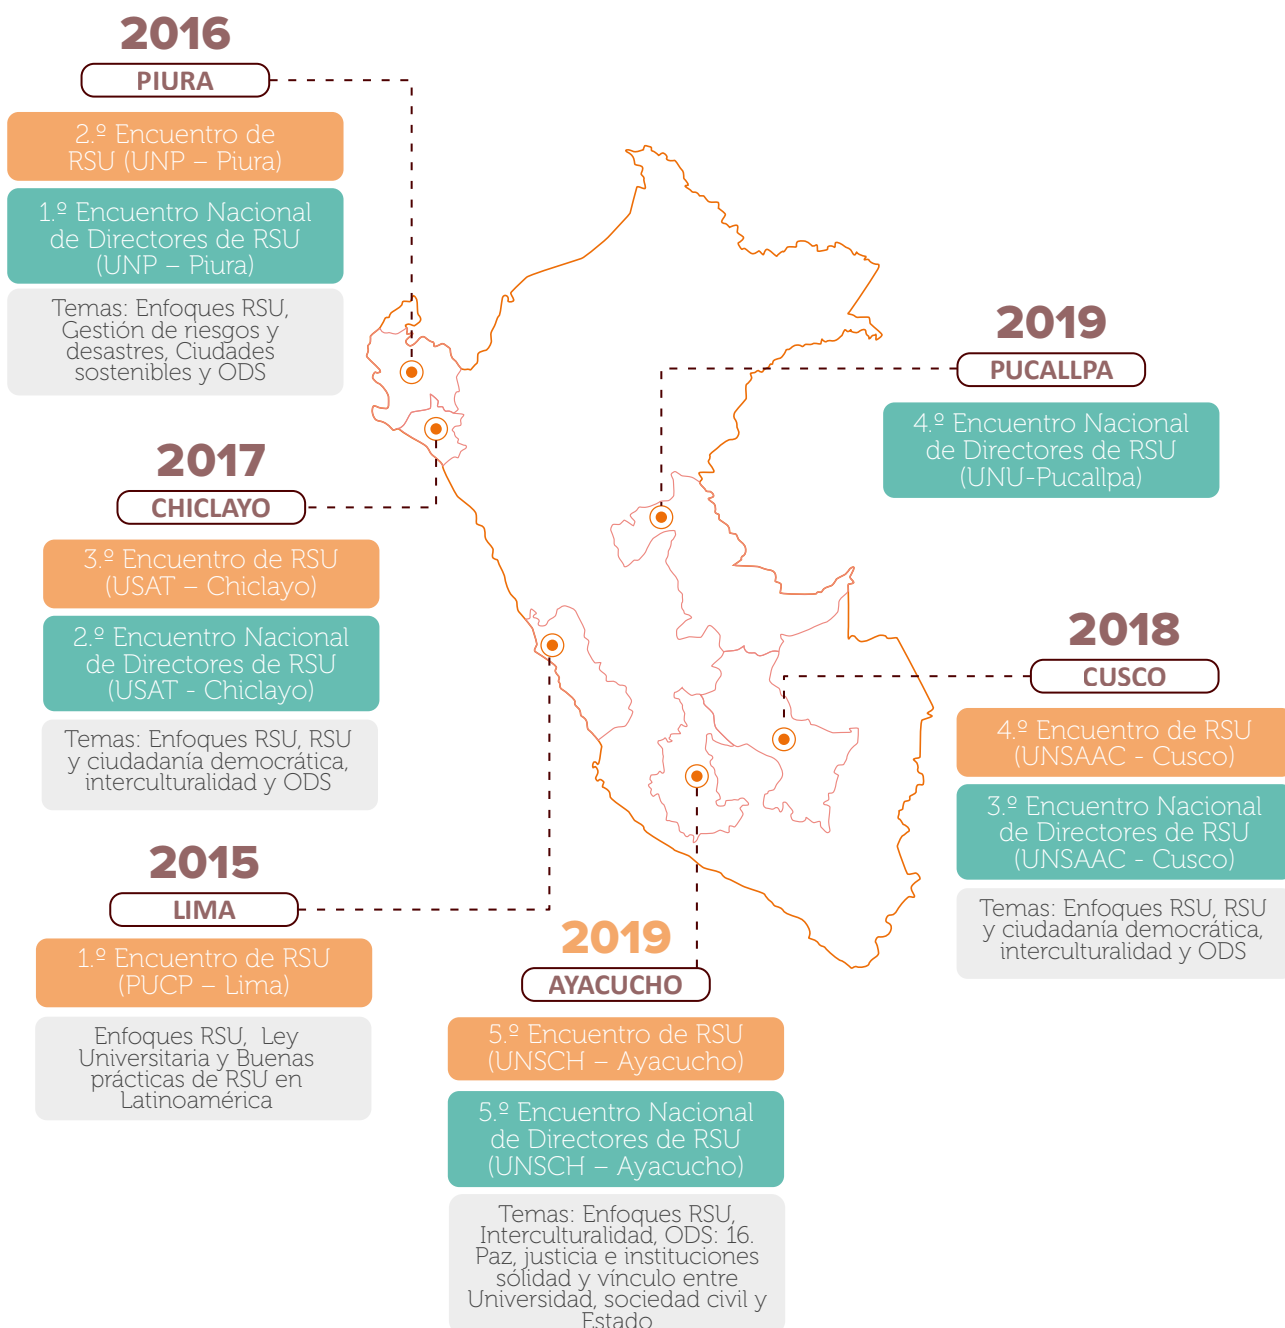 2016
PIURA
2.º Encuentro de
RSU (UNP – Piura)
1.º Encuentro Nacional
de Directores de RSU
(UNP – Piura)
Temas: Enfoques RSU,
Gestión de riesgos y
desastres, Ciudades
sostenibles y ODS
2017
CHICLAYO
3.º Encuentro de RSU
(USAT – Chiclayo)
2.º Encuentro Nacional
de Directores de RSU
(USAT - Chiclayo)
Temas: Enfoques RSU, RSU
y ciudadanía democrática,
interculturalidad y ODS
2015
LIMA
1.º Encuentro de RSU
(PUCP – Lima)
Enfoques RSU, Ley
Universitaria y Buenas
prácticas de RSU en
Latinoamérica
2019
AYACUCHO
5.º Encuentro de RSU
(UNSCH – Ayacucho)
5.º Encuentro Nacional
de Directores de RSU
(UNSCH – Ayacucho)
Temas: Enfoques RSU,
Interculturalidad, ODS: 16.
Paz, justicia e instituciones
sólidad y vínculo entre
Universidad, sociedad civil y
Estado
2019
PUCALLPA
4.º Encuentro Nacional
de Directores de RSU
(UNU-Pucallpa)
2018
CUSCO
4.º Encuentro de RSU
(UNSAAC - Cusco)
3.º Encuentro Nacional
de Directores de RSU
(UNSAAC - Cusco)
Temas: Enfoques RSU, RSU
y ciudadanía democrática,
interculturalidad y ODS